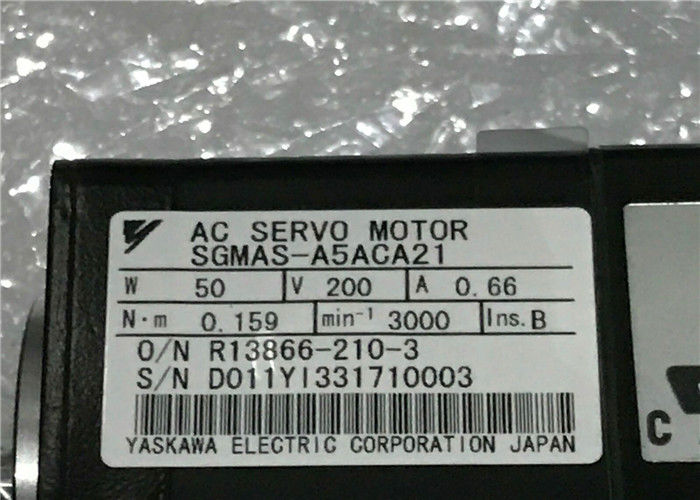 AC SERVO MOTOR
SGMAS-A5ACA21
W 50 V 200 A 0.66
N·m 0.159 min⁻¹ 3000 Ins. B
O/N R13866-210-3
S/N D011YI331710003
YASKAWA ELECTRIC CORPORATION JAPAN
C